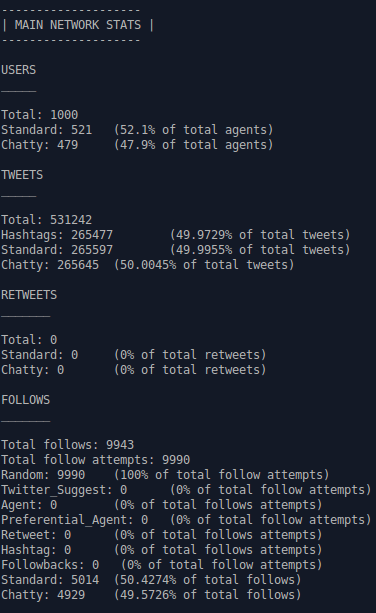 --------------------
| MAIN NETWORK STATS |
--------------------
USERS
_____
Total: 1000
Standard: 521 (52.1% of total agents)
Chatty: 479 (47.9% of total agents)
TWEETS
_____
Total: 531242
Hashtags: 265477 (49.9729% of total tweets)
Standard: 265597 (49.9955% of total tweets)
Chatty: 265645 (50.0045% of total tweets)
RETWEETS
_______
Total: 0
Standard: 0 (0% of total retweets)
Chatty: 0 (0% of total retweets)
FOLLOWS
_______
Total follows: 9943
Total follow attempts: 9990
Random: 9990 (100% of total follow attempts)
Twitter_Suggest: 0 (0% of total follow attempts)
Agent: 0 (0% of total follows attempts)
Preferential_Agent: 0 (0% of total follow attempts)
Retweet: 0 (0% of total follows attempts)
Hashtag: 0 (0% of total follows attempts)
Followbacks: 0 (0% of total follow attempts)
Standard: 5014 (50.4274% of total follows)
Chatty: 4929 (49.5726% of total follows)